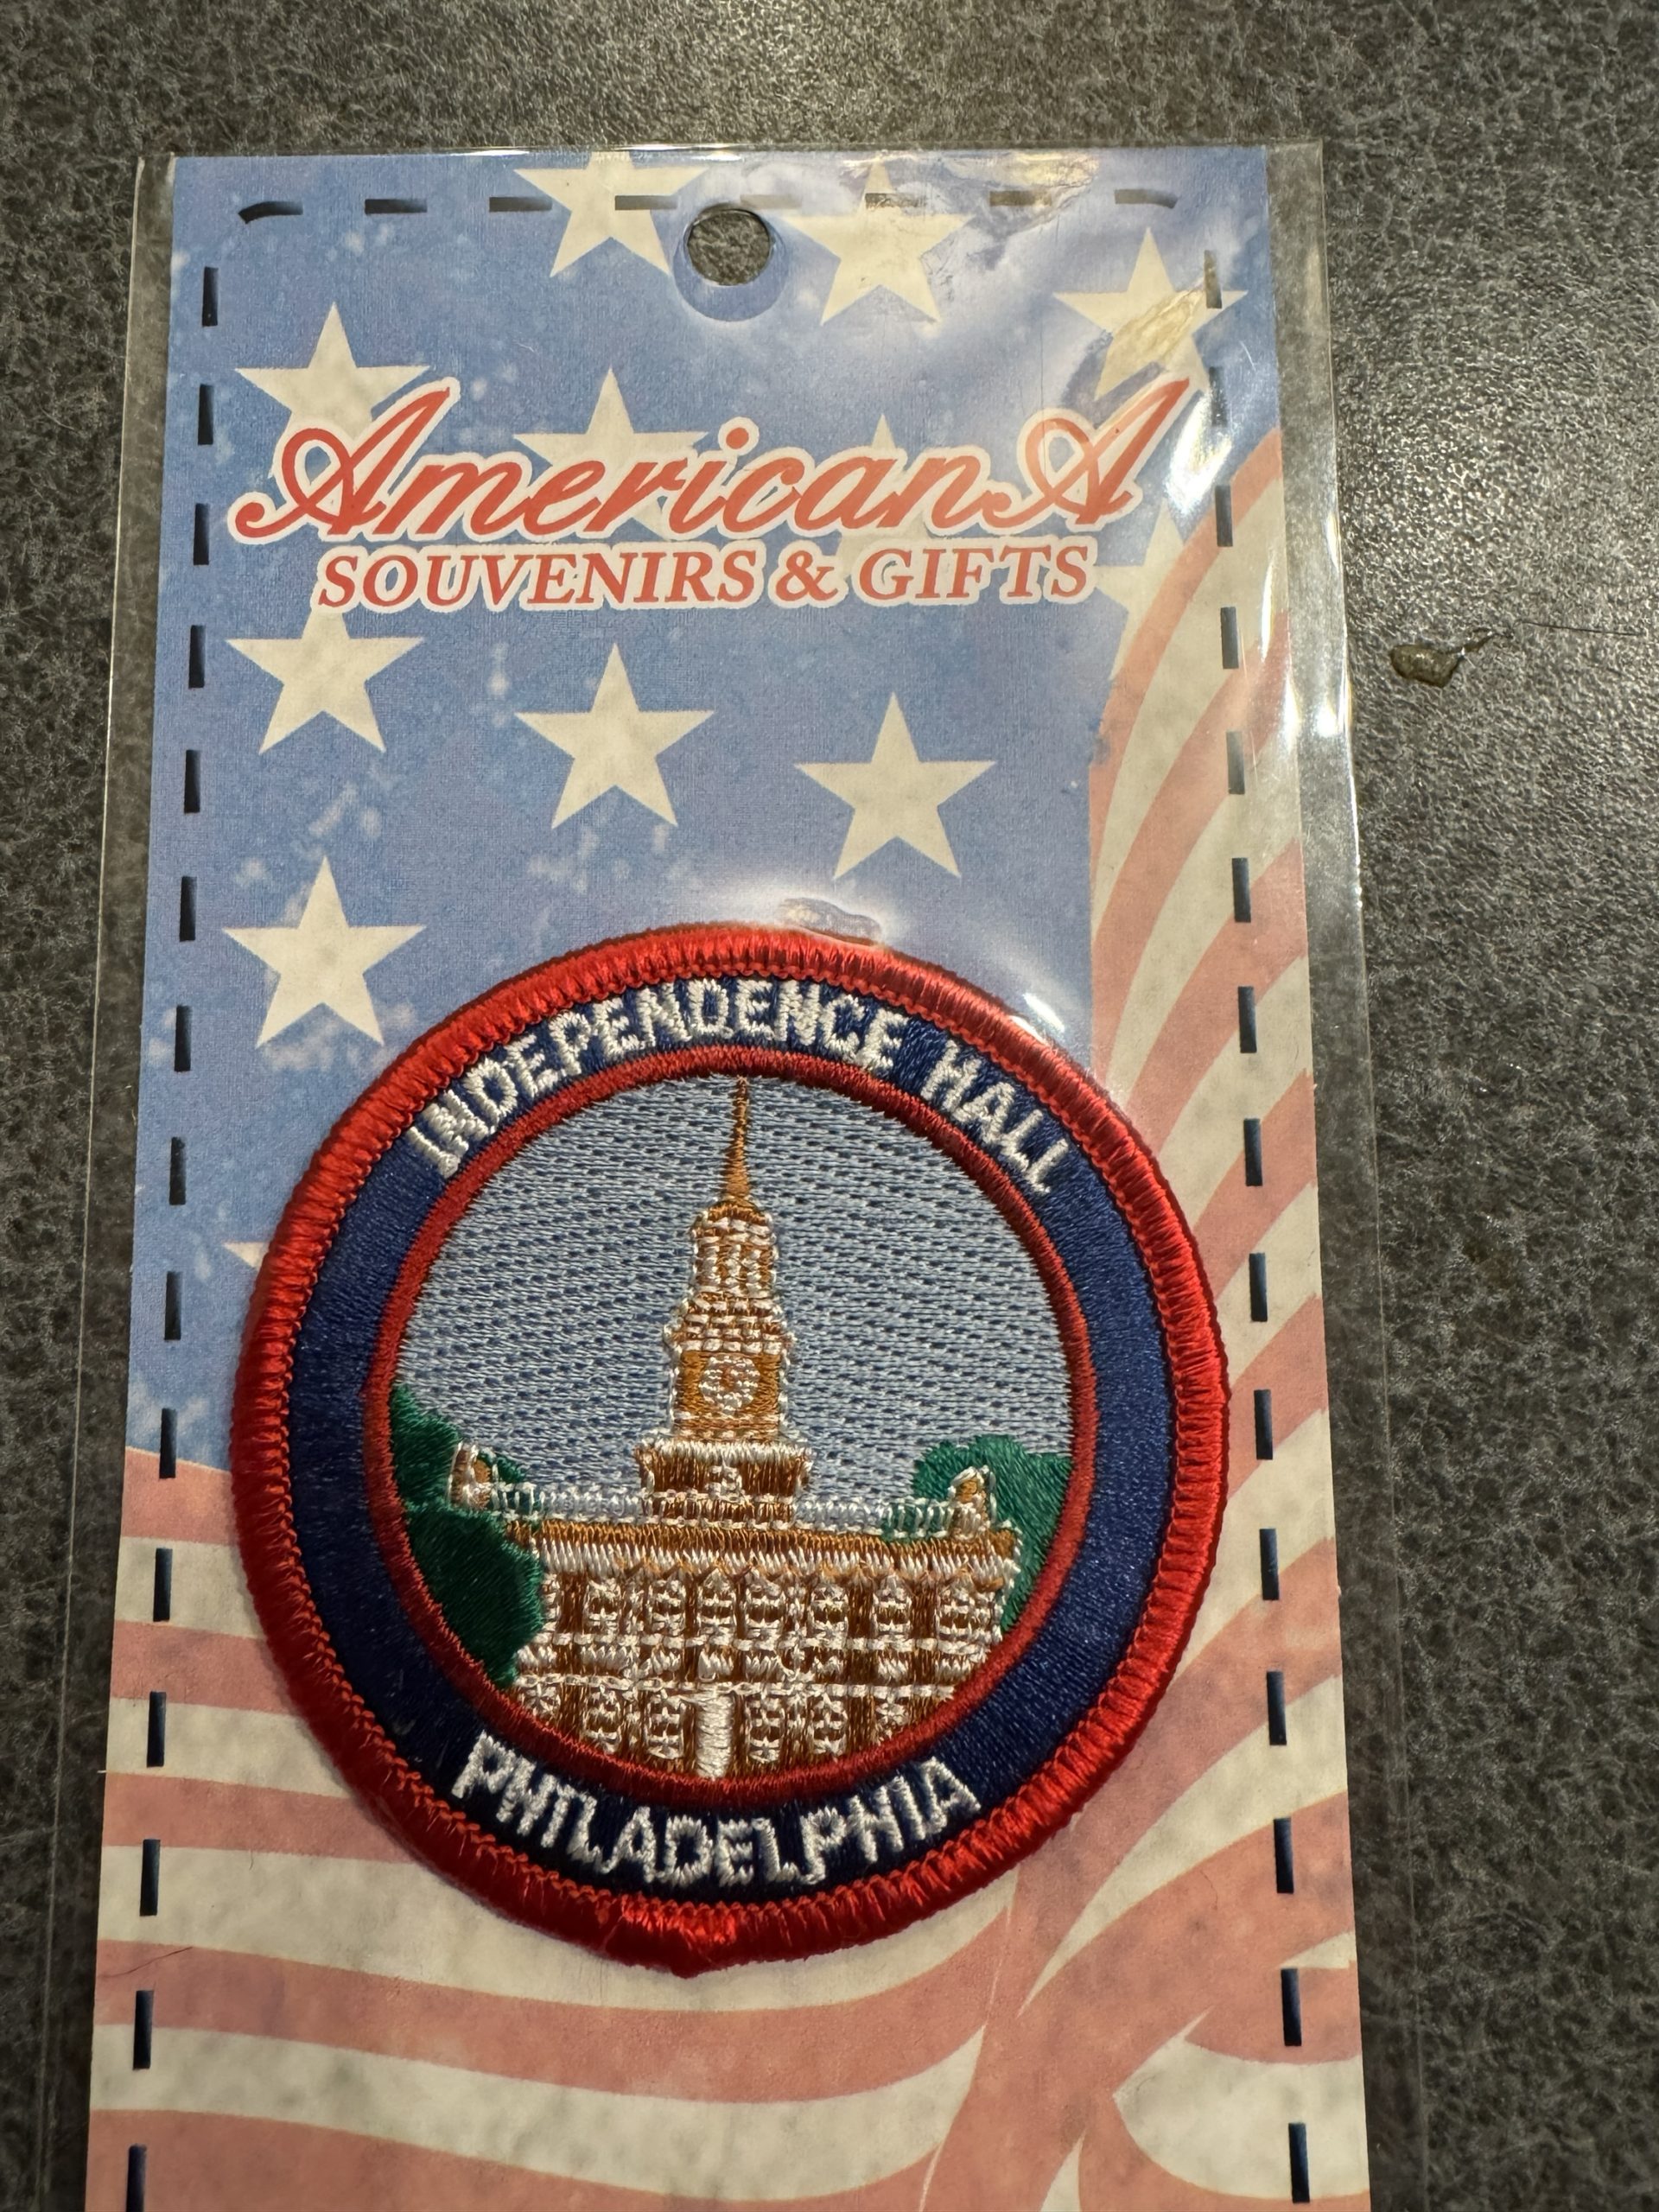 AmericanA
SOUVENIRS & GIFTS
INDEPENDENCE HALL
PHILADELPHIA